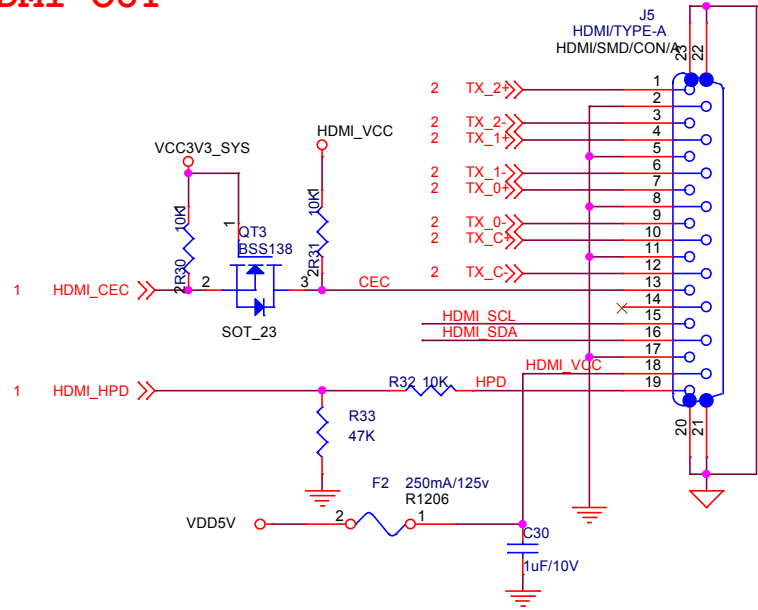 DMI OUT
J5
HDMI/TYPE-A
HDMI/SMD/CON/A
23
22
2 TX_2+
1
2
2 TX_2-
3
2 TX_1+
4
5
2 TX_1-
6
2 TX_0+
7
8
2 TX_0-
9
2 TX_C+
10
11
2 TX_C-
12
13
14
HDMI_SCL
15
HDMI_SDA
16
17
HDMI_VCC
18
HPD
19
20
21
VCC3V3_SYS
HDMI_VCC
1
10K
R30
2
1
QT3
BSS138
1
10K
R31
2
1 HDMI_CEC
2
3
CEC
SOT_23
1 HDMI_HPD
R32 10K
R33
47K
F2 250mA/125v
R1206
VDD5V
2
1
C30
1uF/10V